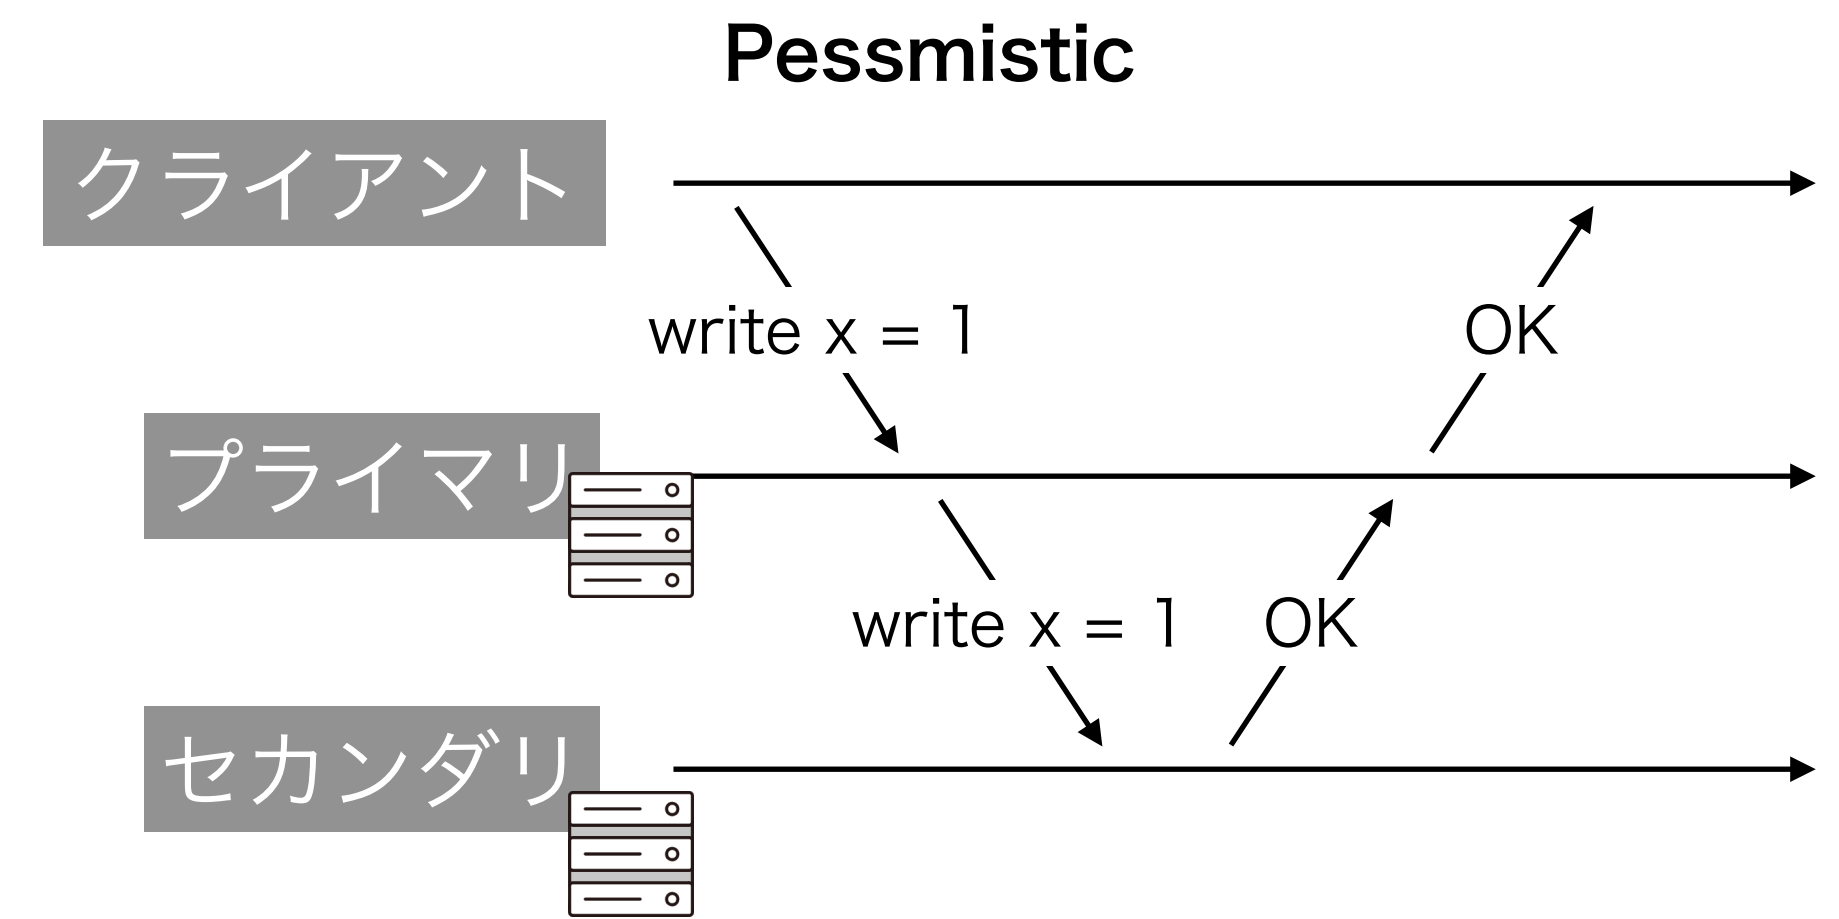 Pessmistic
クライアント
write x = 1
OK
プライマリ
write x = 1
OK
セカンダリ